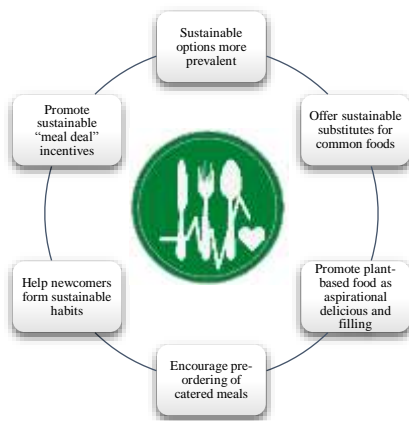 Sustainable
options more
prevalent
Offer sustainable
substitutes for
common foods
Promote plant-
based food as
aspirational
delicious and
filling
Encourage pre-
ordering of
catered meals
Help newcomers
form sustainable
habits
Promote
sustainable
“meal deal”
incentives